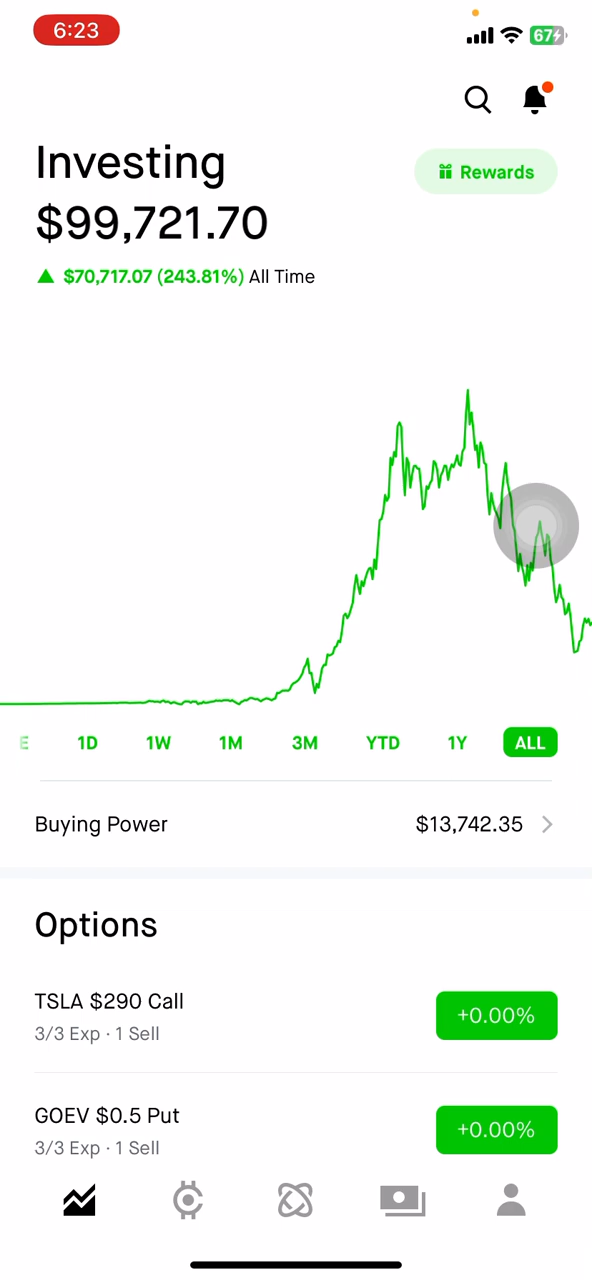 6:23
67
Investing
Rewards
$99,721.70
$70,717.07 (243.81%) All Time
E 1D 1W 1M 3M YTD 1Y ALL
Buying Power $13,742.35
Options
TSLA $290 Call
+0.00%
3/3 Exp · 1 Sell
GOEV $0.5 Put
+0.00%
3/3 Exp · 1 Sell